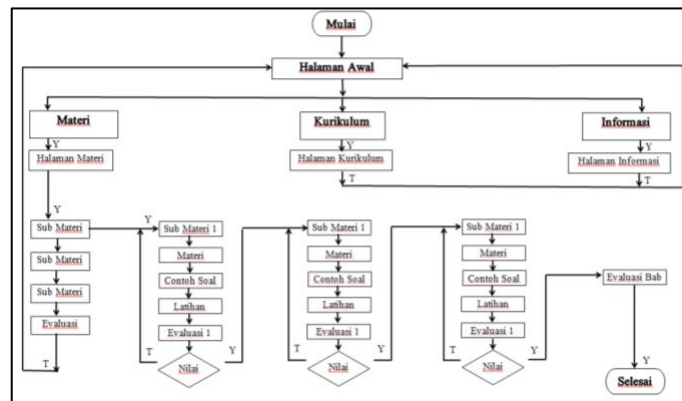 Mulai
Halaman Awal
Materi
Kurikulum
Informasi
Y
Y
Y
Halaman Materi
Halaman Kurikulum
Halaman Informasi
T
T
Y
Y
Sub Materi
Sub Materi 1
Sub Materi 1
Sub Materi 1
Sub Materi
Materi
Materi
Materi
Sub Materi
Contoh Soal
Contoh Soal
Contoh Soal
Evaluasi Bab
Evaluasi
Latihan
Latihan
Latihan
Evaluasi 1
Evaluasi 1
Evaluasi 1
T
T
Y
T
Y
T
Y
Y
Nilai
Nilai
Nilai
Selesai